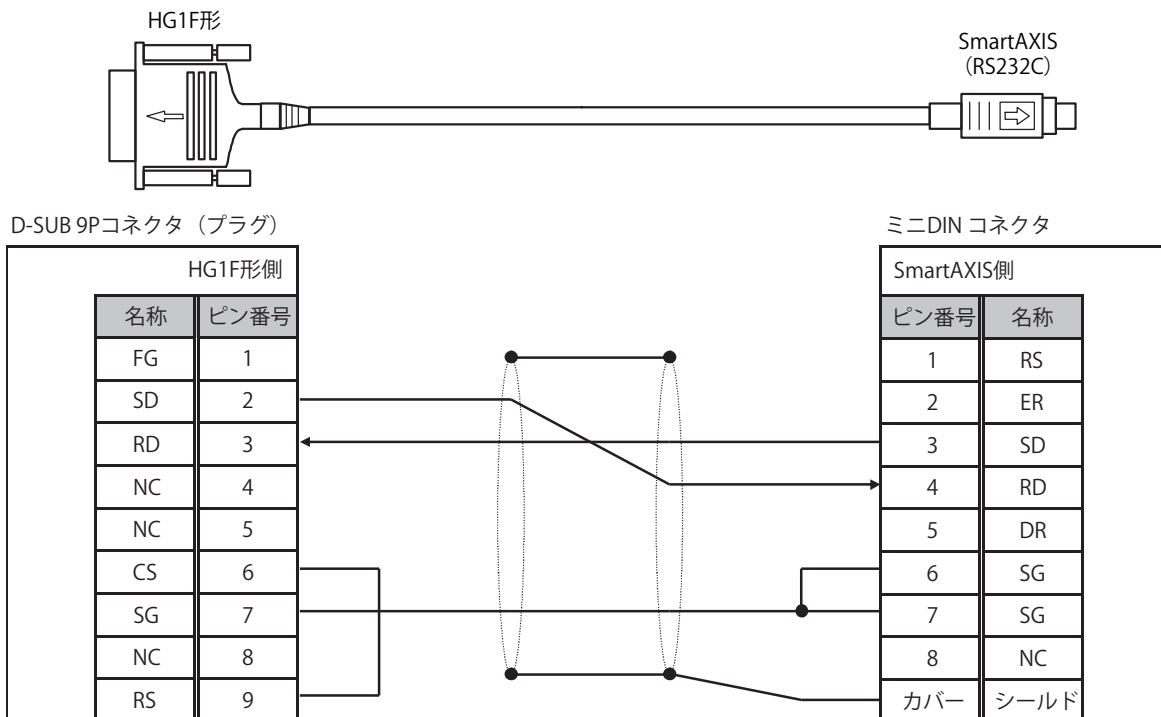 HG1F形
SmartAXIS
（RS232C）
D-SUB 9Pコネクタ（プラグ）
HG1F形側
名称 ピン番号
FG 1
SD 2
RD 3
NC 4
NC 5
CS 6
SG 7
NC 8
RS 9
ミニDIN コネクタ
SmartAXIS側
ピン番号 名称
1 RS
2 ER
3 SD
4 RD
5 DR
6 SG
7 SG
8 NC
カバー シールド